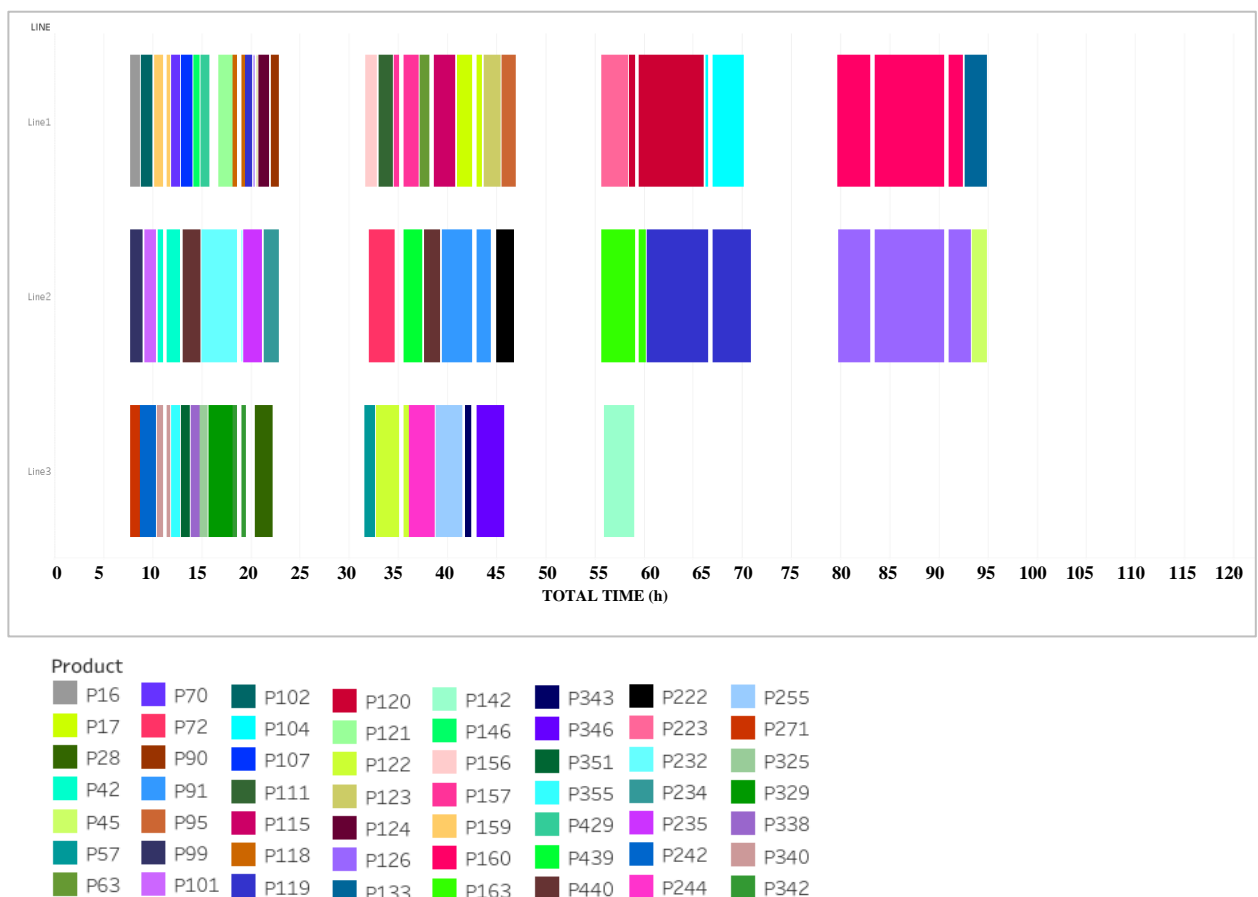 LINE
Line1
Line2
Line3
0 5 10 15 20 25 30 35 40 45 50 55 60 65 70 75 80 85 90 95 100 105 110 115 120
TOTAL TIME (h)
Product
P16 P70 P102 P120 P142 P343 P222 P255
P17 P72 P104 P121 P146 P346 P223 P271
P28 P90 P107 P122 P156 P351 P232 P325
P42 P91 P111 P123 P157 P355 P234 P329
P45 P95 P115 P124 P159 P429 P235 P338
P57 P99 P118 P126 P160 P439 P242 P340
P63 P101 P119 P133 P163 P440 P244 P342